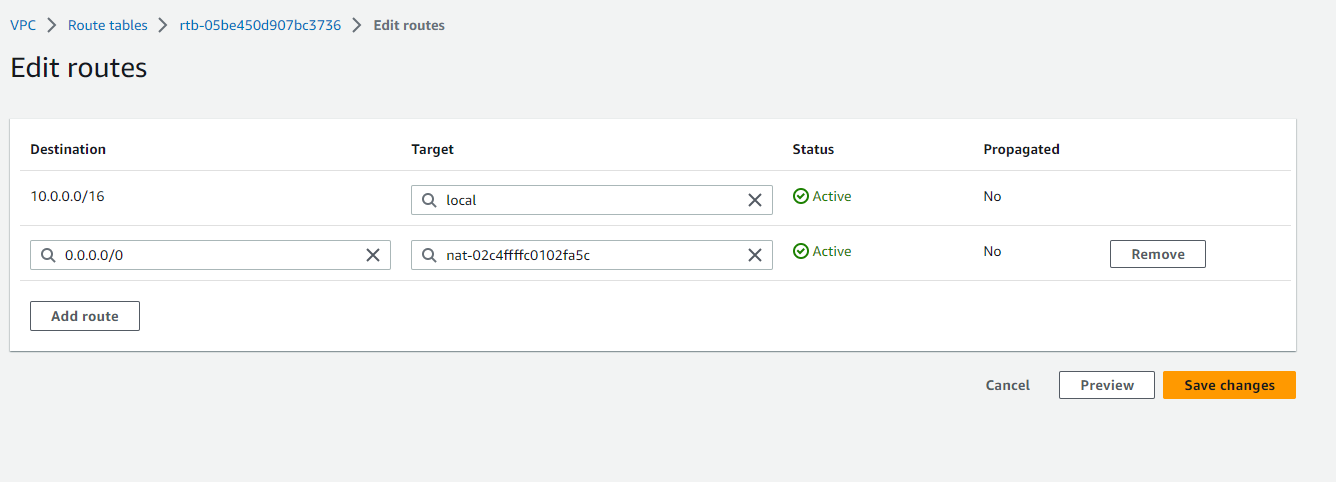 VPC > Route tables > rtb-05be450d907bc3736 > Edit routes
Edit routes
Destination Target Status Propagated
10.0.0.0/16 local Active No
0.0.0.0/0 nat-02c4ffffc0102fa5c Active No Remove
Add route
Cancel Preview Save changes